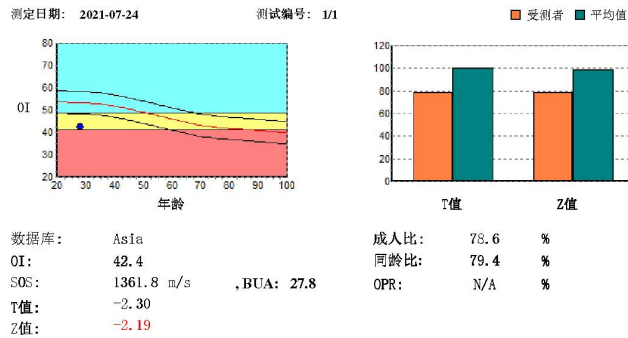 测定日期: 2021-07-24 测试编号: 1/1
受测者 平均值
80
70
60
50
40
30
20
OI
20 30 40 50 60 70 80 90 100
年龄
120
100
80
60
40
20
0
T值 Z值
数据库: Asia
OI: 42.4
SOS: 1361.8 m/s ,BUA: 27.8
T值: -2.30
Z值: -2.19
成人比: 78.6 %
同龄比: 79.4 %
OPR: N/A %